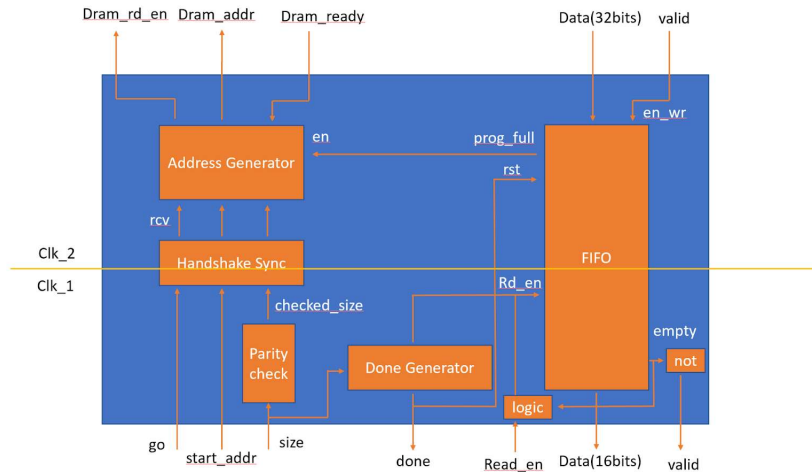 Dram_rd_en
Dram_addr
Dram_ready
Data(32bits)
valid
en_wr
en
prog_full
Address Generator
rst
rcv
Clk_2
Handshake Sync
FIFO
Clk_1
Rd_en
checked_size
empty
Parity
check
Done Generator
not
logic
go
start_addr
size
done
Read_en
Data(16bits)
valid